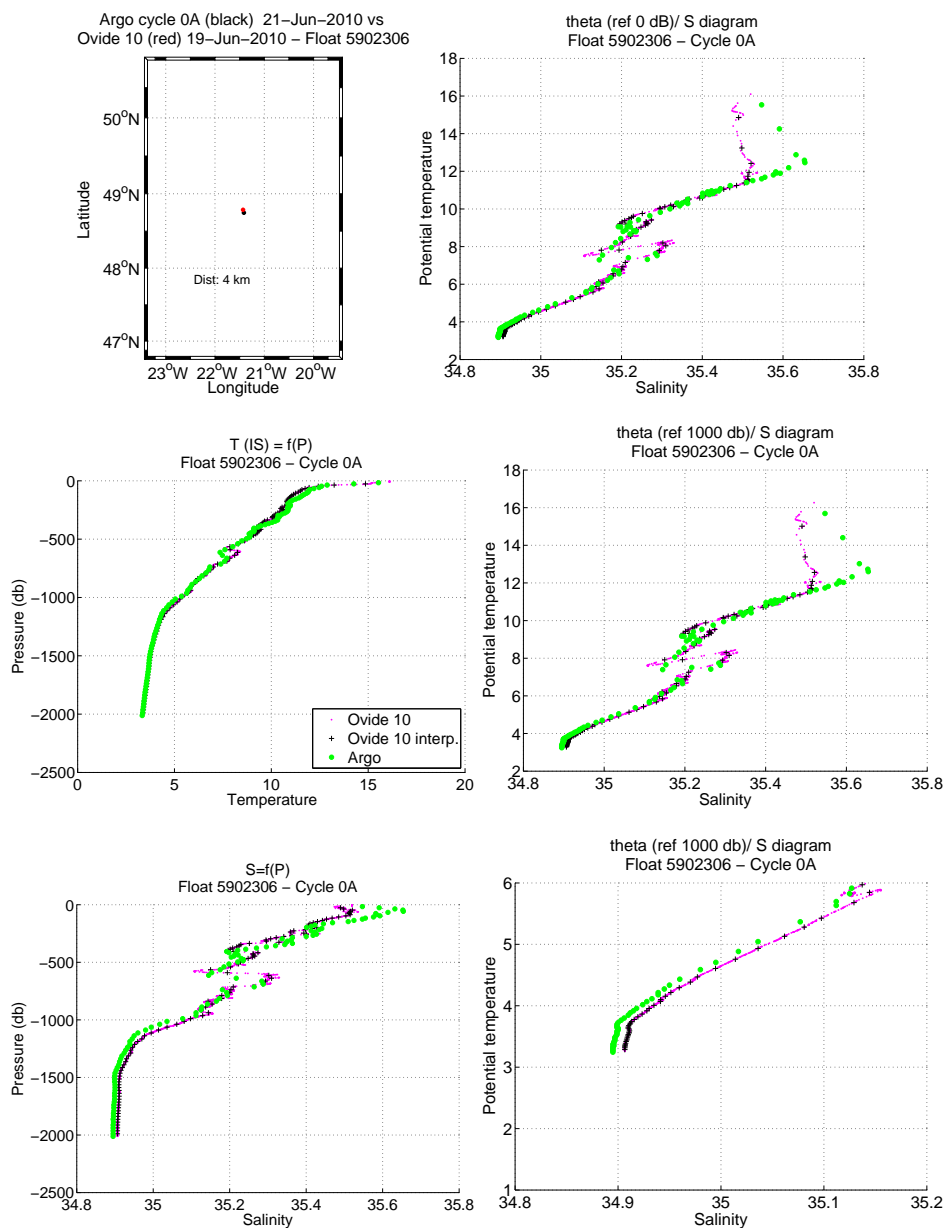 Argo cycle 0A (black)  21−Jun−2010 vs
Ovide 10 (red) 19−Jun−2010 − Float 5902306
50°N
49°N
48°N
47°N
Latitude
Dist: 4 km
23°W 22°W 21°W 20°W
Longitude
theta (ref 0 dB)/ S diagram
Float 5902306 − Cycle 0A
18
16
14
12
10
8
6
4
2
Potential temperature
34.8 35 35.2 35.4 35.6 35.8
Salinity
T (IS) = f(P)
Float 5902306 − Cycle 0A
0
−500
−1000
−1500
−2000
−2500
Pressure (db)
Ovide 10
Ovide 10 interp.
Argo
0 5 10 15 20
Temperature
theta (ref 1000 db)/ S diagram
Float 5902306 − Cycle 0A
18
16
14
12
10
8
6
4
2
Potential temperature
34.8 35 35.2 35.4 35.6 35.8
Salinity
S=f(P)
Float 5902306 − Cycle 0A
0
−500
−1000
−1500
−2000
−2500
Pressure (db)
34.8 35 35.2 35.4 35.6 35.8
Salinity
theta (ref 1000 db)/ S diagram
Float 5902306 − Cycle 0A
6
5
4
3
2
1
Potential temperature
34.8 34.9 35 35.1 35.2
Salinity